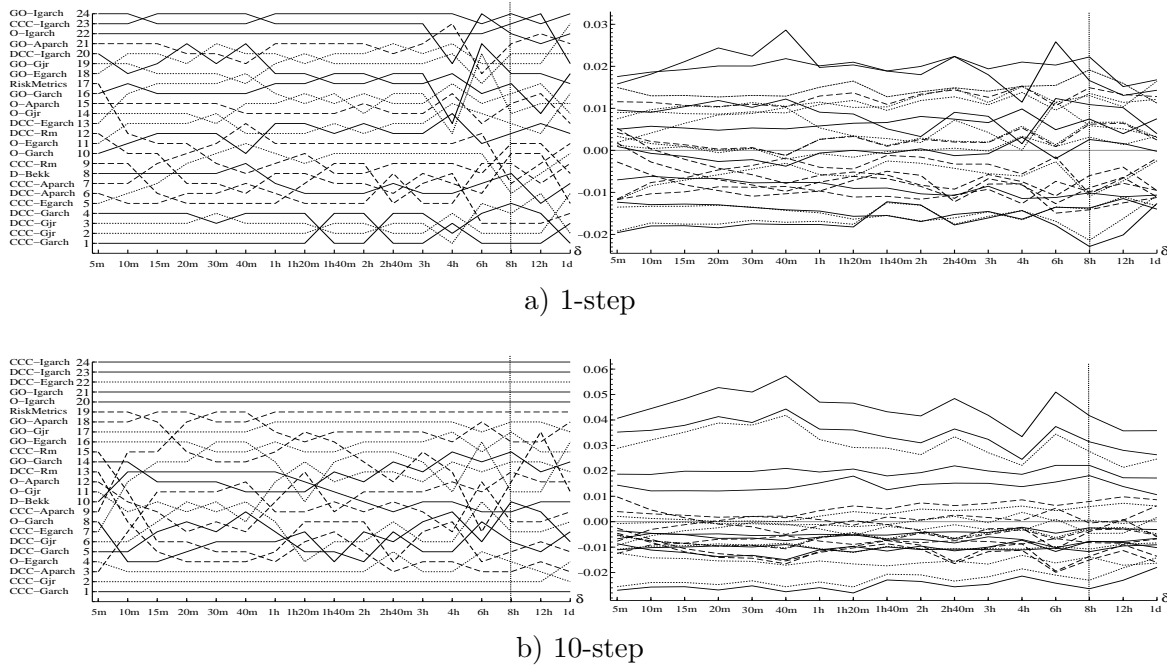 GO-Igarch 24
CCC-Igarch 23
O-Igarch 22
GO-Aparch 21
DCC-Igarch 20
GO-Gjr 19
GO-Egarch 18
RiskMetrics 17
GO-Garch 16
O-Aparch 15
O-Gjr 14
DCC-Egarch 13
DCC-Rm 12
O-Egarch 11
O-Garch 10
CCC-Rm 9
D-Bekk 8
CCC-Aparch 7
DCC-Aparch 6
CCC-Egarch 5
DCC-Garch 4
DCC-Gjr 3
CCC-Gjr 2
CCC-Garch 1
5m 10m 15m 20m 30m 40m 1h 1h20m 1h40m 2h 2h40m 3h 4h 6h 8h 12h 1d
δ
0.03
0.02
0.01
0.00
-0.01
-0.02
5m 10m 15m 20m 30m 40m 1h 1h20m 1h40m 2h 2h40m 3h 4h 6h 8h 12h 1d
δ
a) 1-step
CCC-Igarch 24
DCC-Igarch 23
DCC-Egarch 22
GO-Igarch 21
O-Igarch 20
RiskMetrics 19
GO-Aparch 18
GO-Gjr 17
GO-Egarch 16
CCC-Rm 15
GO-Garch 14
DCC-Rm 13
O-Aparch 12
O-Gjr 11
D-Bekk 10
CCC-Aparch 9
O-Garch 8
CCC-Egarch 7
DCC-Gjr 6
DCC-Garch 5
O-Egarch 4
DCC-Aparch 3
CCC-Gjr 2
CCC-Garch 1
5m 10m 15m 20m 30m 40m 1h 1h20m 1h40m 2h 2h40m 3h 4h 6h 8h 12h 1d
δ
0.06
0.05
0.04
0.03
0.02
0.01
0.00
-0.01
-0.02
5m 10m 15m 20m 30m 40m 1h 1h20m 1h40m 2h 2h40m 3h 4h 6h 8h 12h 1d
δ
b) 10-step